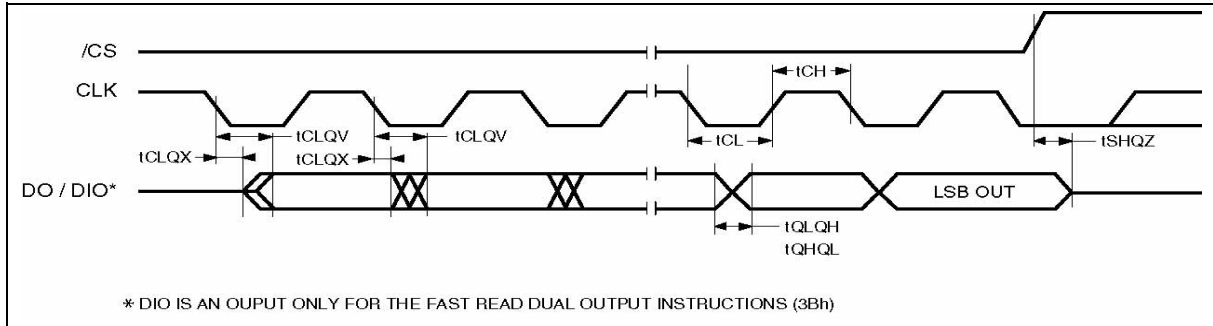 /CS
CLK
tCH
tCLQV
tCLQV
tCL
tSHQZ
tCLQX
tCLQX
DO / DIO*
LSB OUT
tQLQH
tQHQL
* DIO IS AN OUPUT ONLY FOR THE FAST READ DUAL OUTPUT INSTRUCTIONS (3Bh)